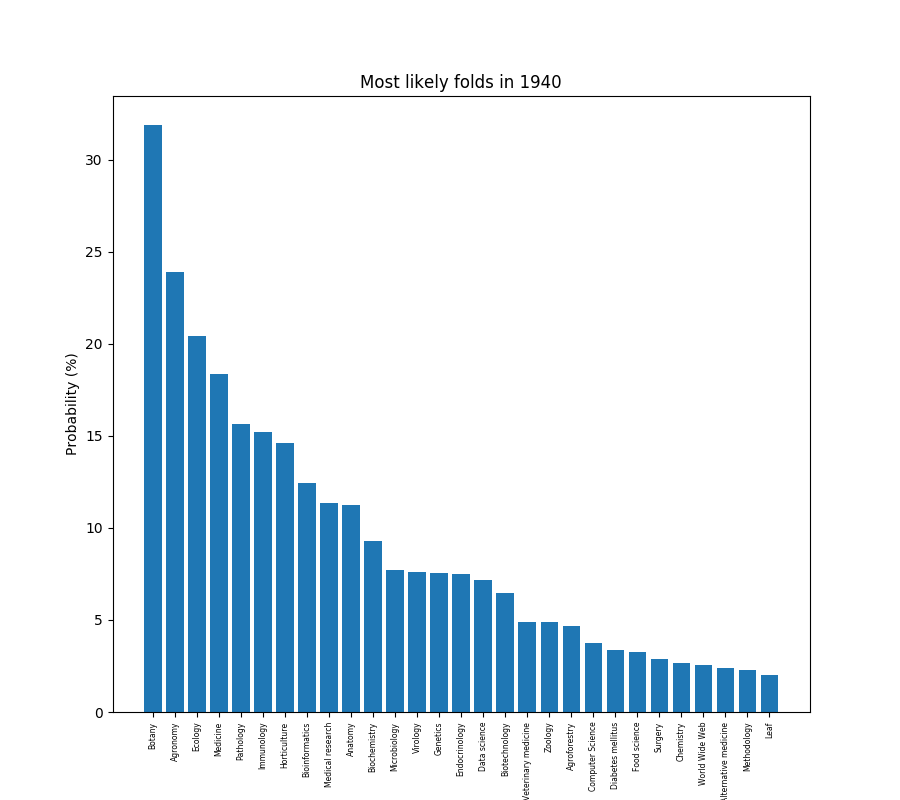 Most likely folds in 1940
Probability (%)
30
25
20
15
10
5
0
Botany
Agronomy
Ecology
Medicine
Pathology
Immunology
Horticulture
Bioinformatics
Medical research
Anatomy
Biochemistry
Microbiology
Virology
Genetics
Endocrinology
Data science
Biotechnology
Veterinary medicine
Zoology
Agroforestry
Computer Science
Diabetes mellitus
Food science
Surgery
Chemistry
World Wide Web
lternative medicine
Methodology
Leaf